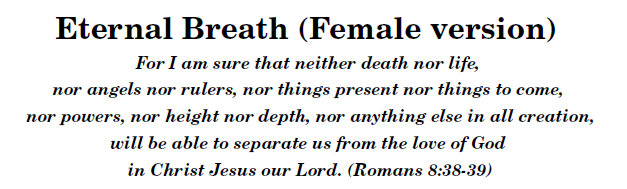 Eternal Breath (Female version)
For I am sure that neither death nor life,
nor angels nor rulers, nor things present nor things to come,
nor powers, nor height nor depth, nor anything else in all creation,
will be able to separate us from the love of God
in Christ Jesus our Lord. (Romans 8:38-39)